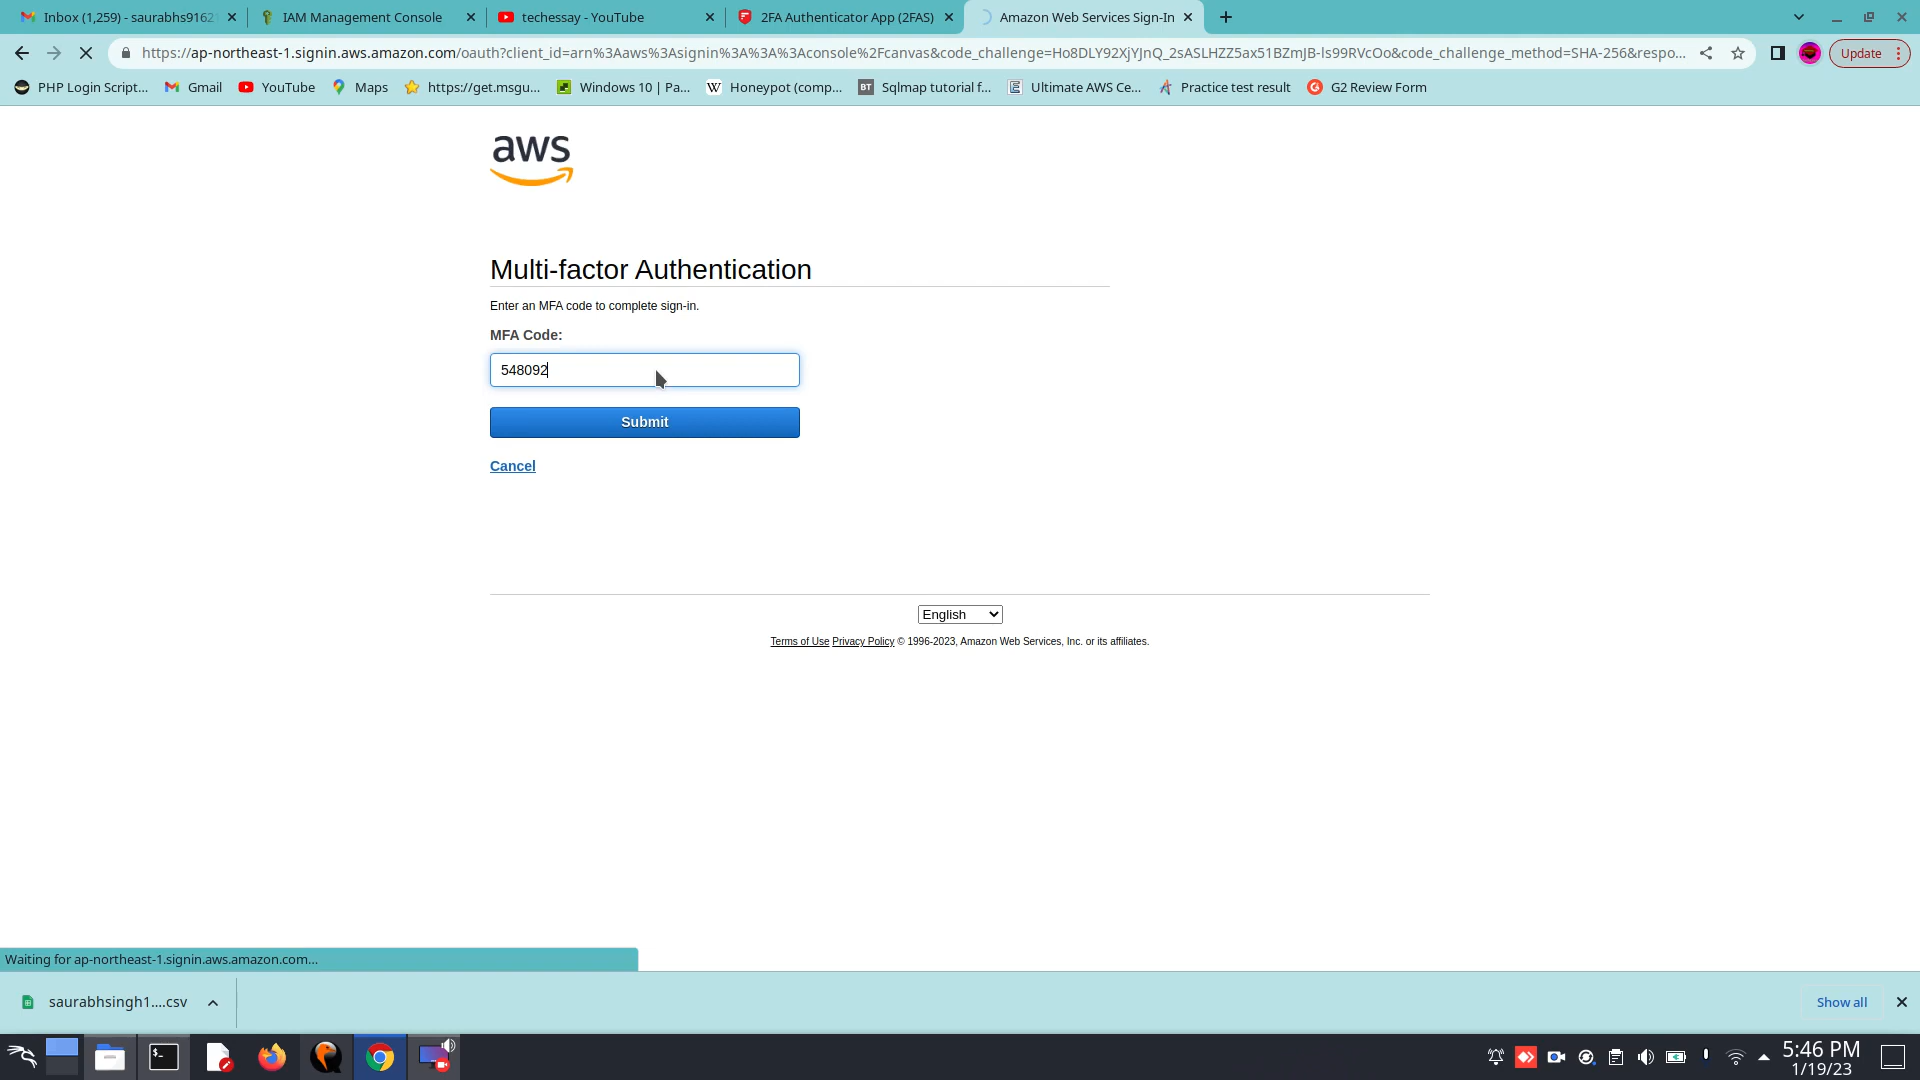 Inbox (1,259) - saurabhs9162
IAM Management Console
techessay - YouTube
2FA Authenticator App (2FAS)
Amazon Web Services Sign-In
https://ap-northeast-1.signin.aws.amazon.com/oauth?client_id=arn%3Aaws%3Asignin%3A%3A%3Aconsole%2Fcanvas&code_challenge=Ho8DLY92XjYJnQ_2sASLHZZ5ax51BZmJB-ls99RVcOo&code_challenge_method=SHA-256&respo...
Update
PHP Login Script...
Gmail
YouTube
Maps
https://get.msgu...
Windows 10 | Pa...
W Honeypot (comp...
BT Sqlmap tutorial f...
Ultimate AWS Ce...
Practice test result
G2 Review Form
aws
Multi-factor Authentication
Enter an MFA code to complete sign-in.
MFA Code:
548092
Submit
Cancel
English
Terms of Use Privacy Policy © 1996-2023, Amazon Web Services, Inc. or its affiliates.
Waiting for ap-northeast-1.signin.aws.amazon.com...
saurabhsingh1....csv
Show all
5:46 PM
1/19/23